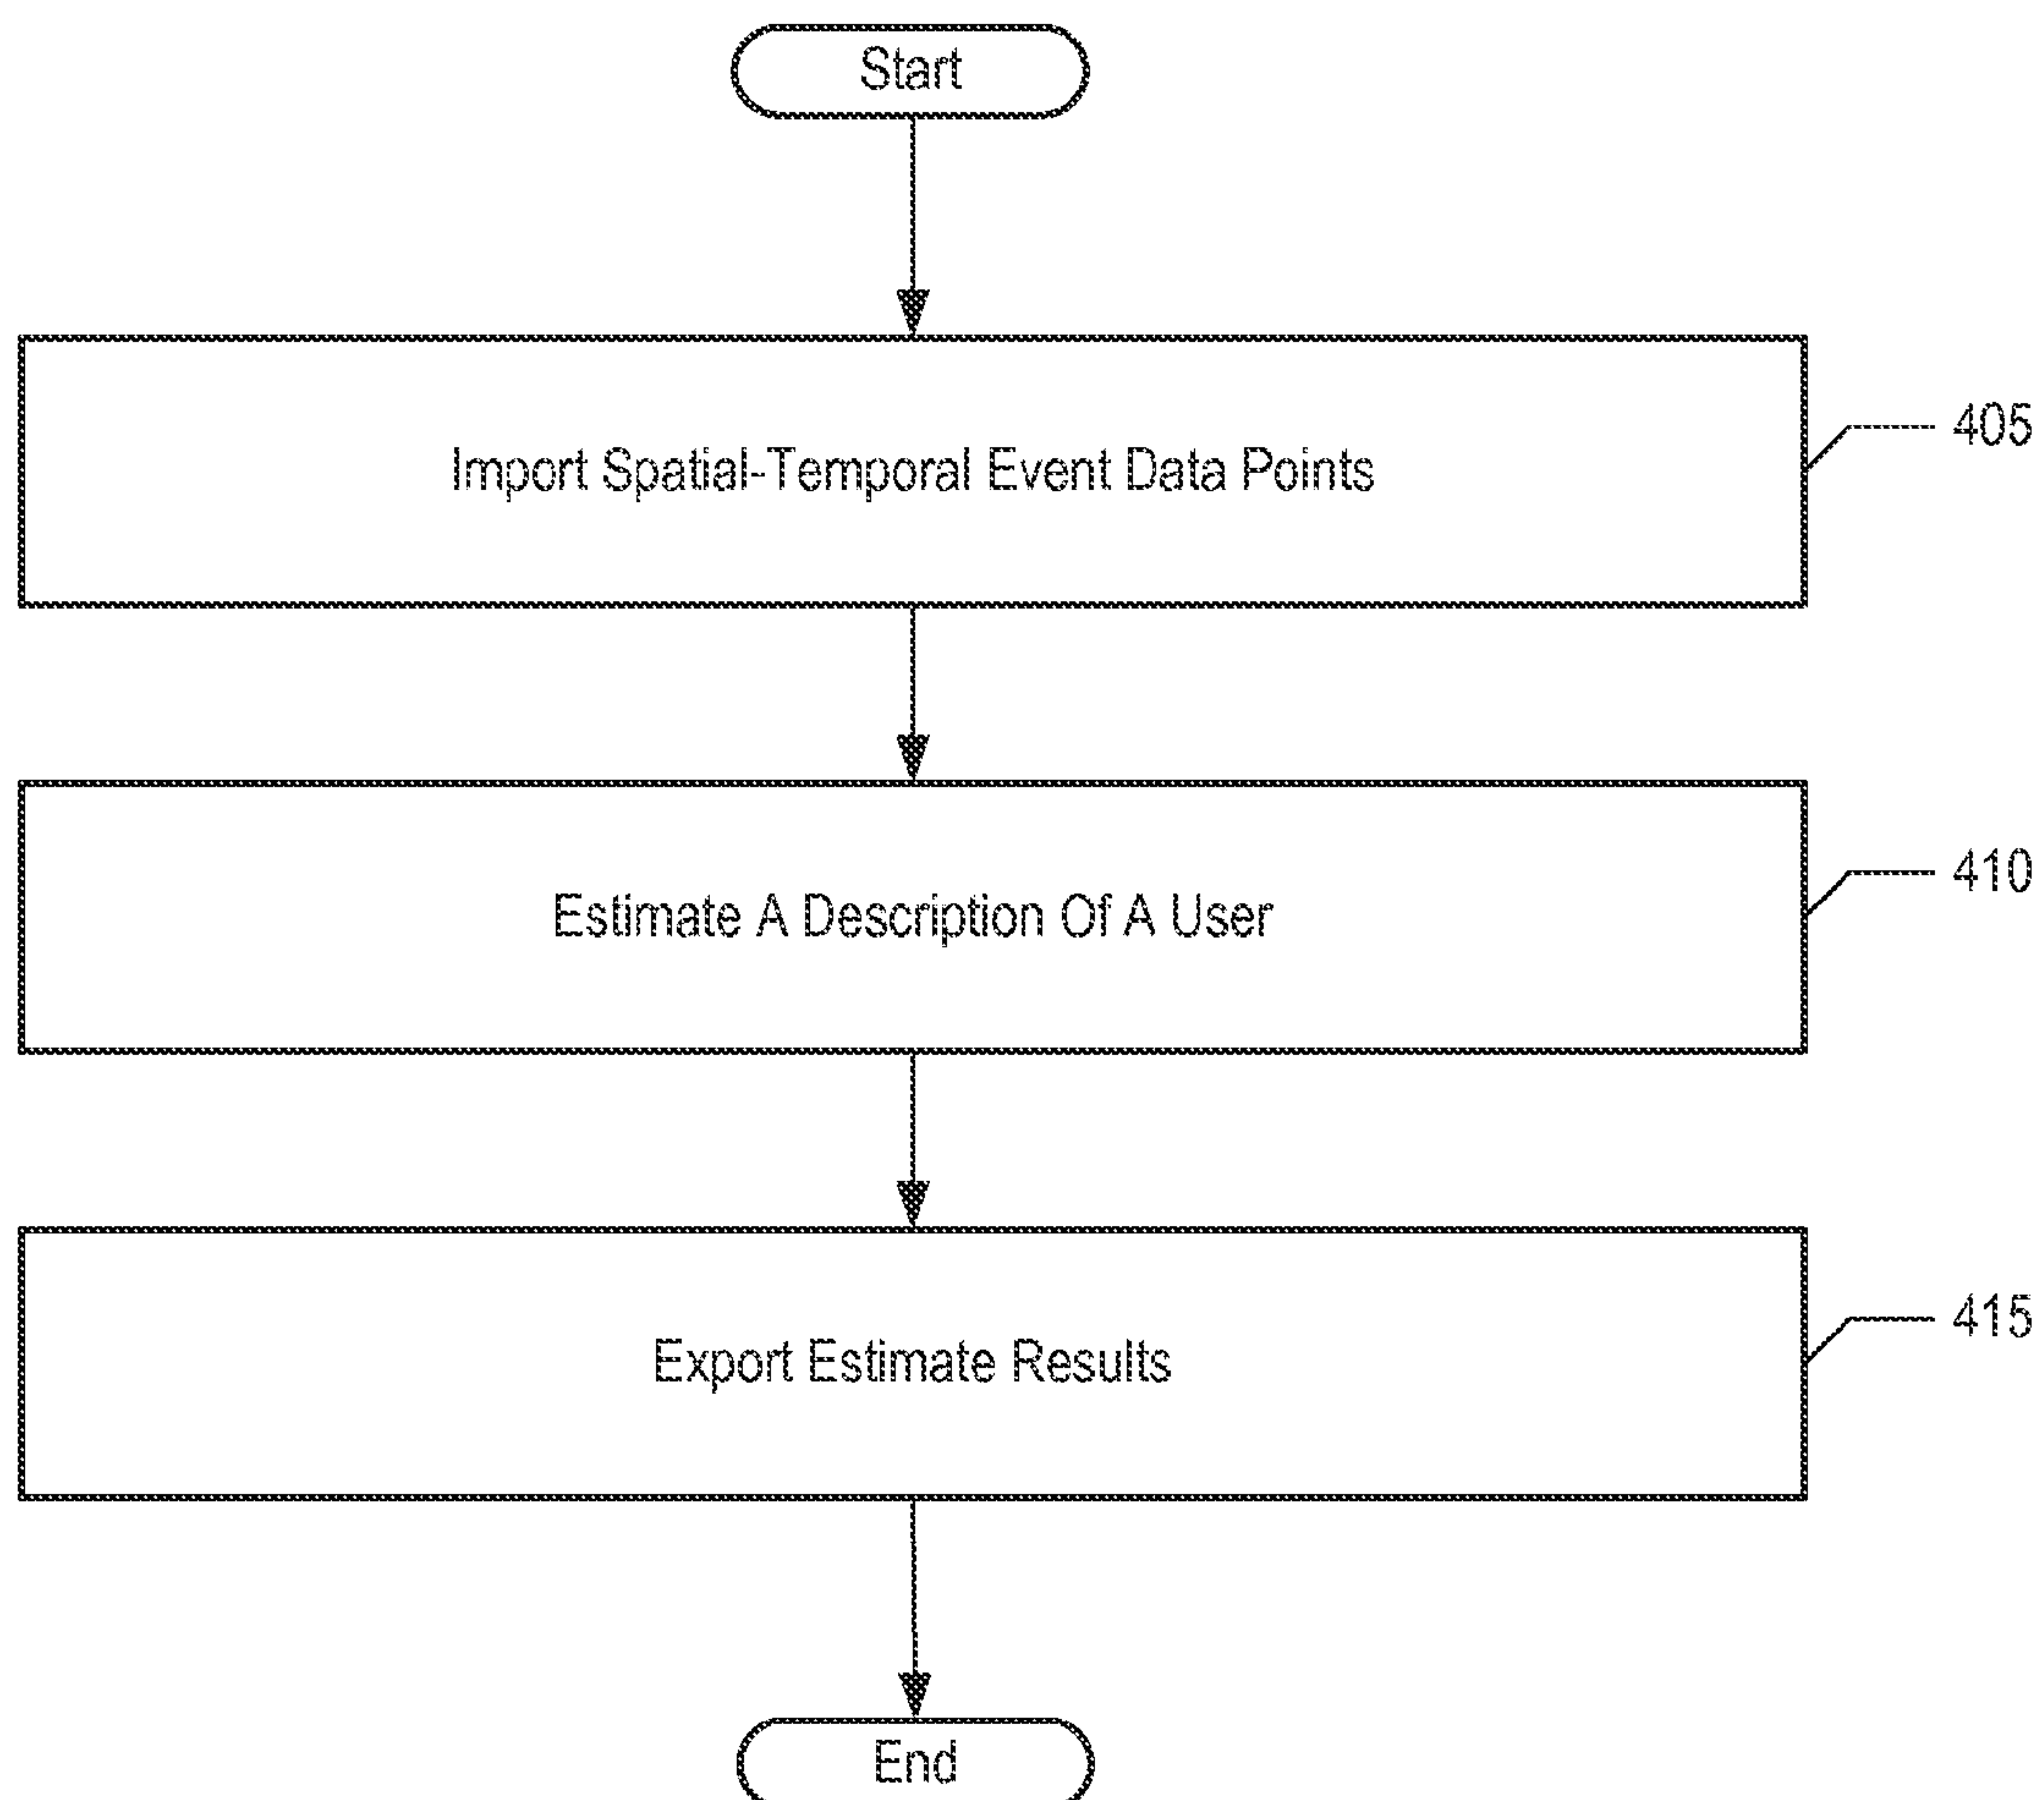 Start
Import Spatial-Temporal Event Data Points
405
Estimate A Description Of A User
410
Export Estimate Results
415
End